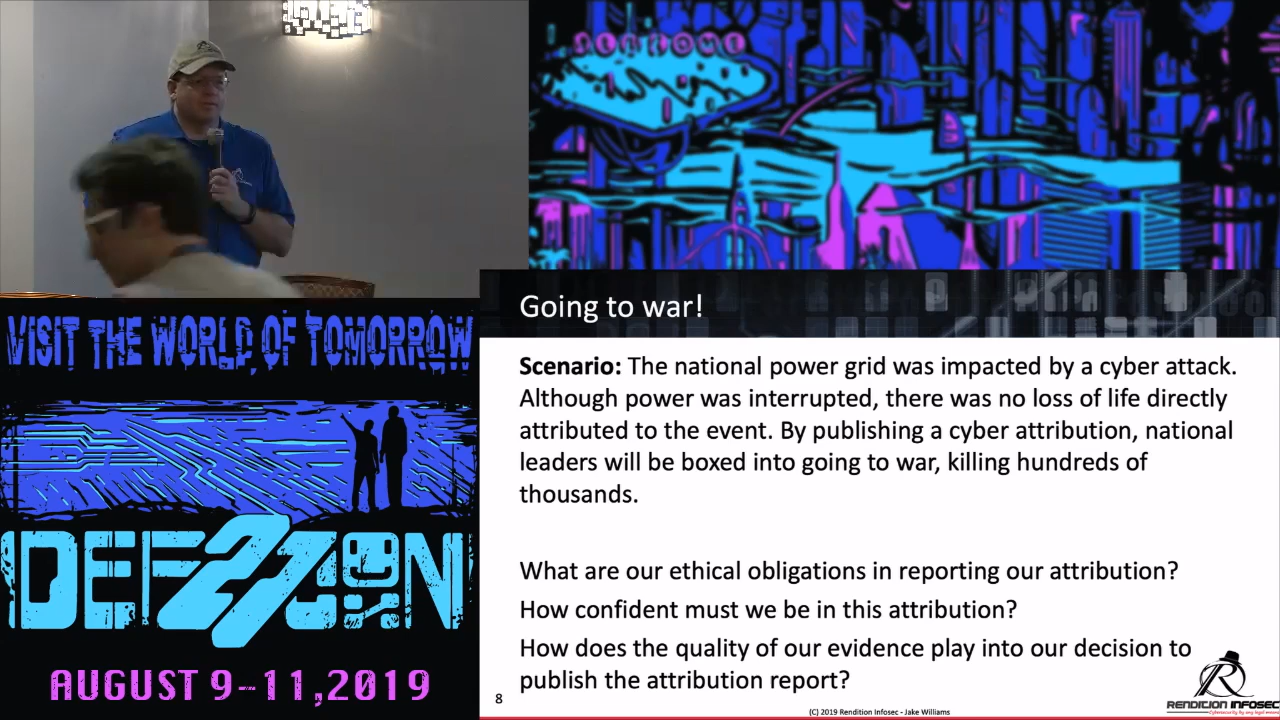 WELCOME
VISIT THE WORLD OF TOMORROW
DEF 27 CON
AUGUST 9-11,2019
Going to war!
Scenario: The national power grid was impacted by a cyber attack.
Although power was interrupted, there was no loss of life directly
attributed to the event. By publishing a cyber attribution, national
leaders will be boxed into going to war, killing hundreds of
thousands.
What are our ethical obligations in reporting our attribution?
How confident must we be in this attribution?
How does the quality of our evidence play into our decision to
publish the attribution report?
8
(C) 2019 Rendition Infosec - Jake Williams
R
RENDITION INFOSEC